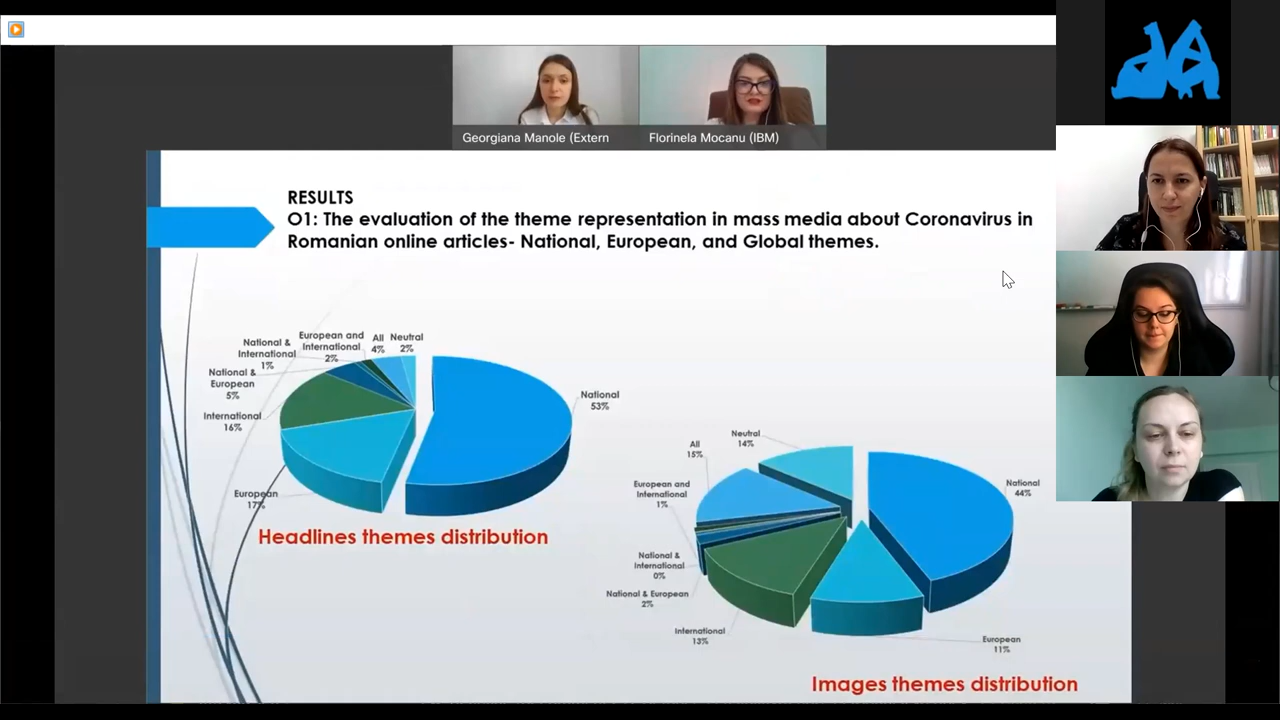 Georgiana Manole (Extern
Florinela Mocanu (IBM)
RESULTS
O1: The evaluation of the theme representation in mass media about Coronavirus in
Romanian online articles- National, European, and Global themes.
National &
International
1%
European and
International
2%
All
4%
Neutral
2%
National &
European
5%
International
16%
European
17%
National
53%
Headlines themes distribution
Neutral
14%
All
15%
European and
International
1%
National &
International
0%
National & European
2%
International
13%
National
44%
European
11%
Images themes distribution